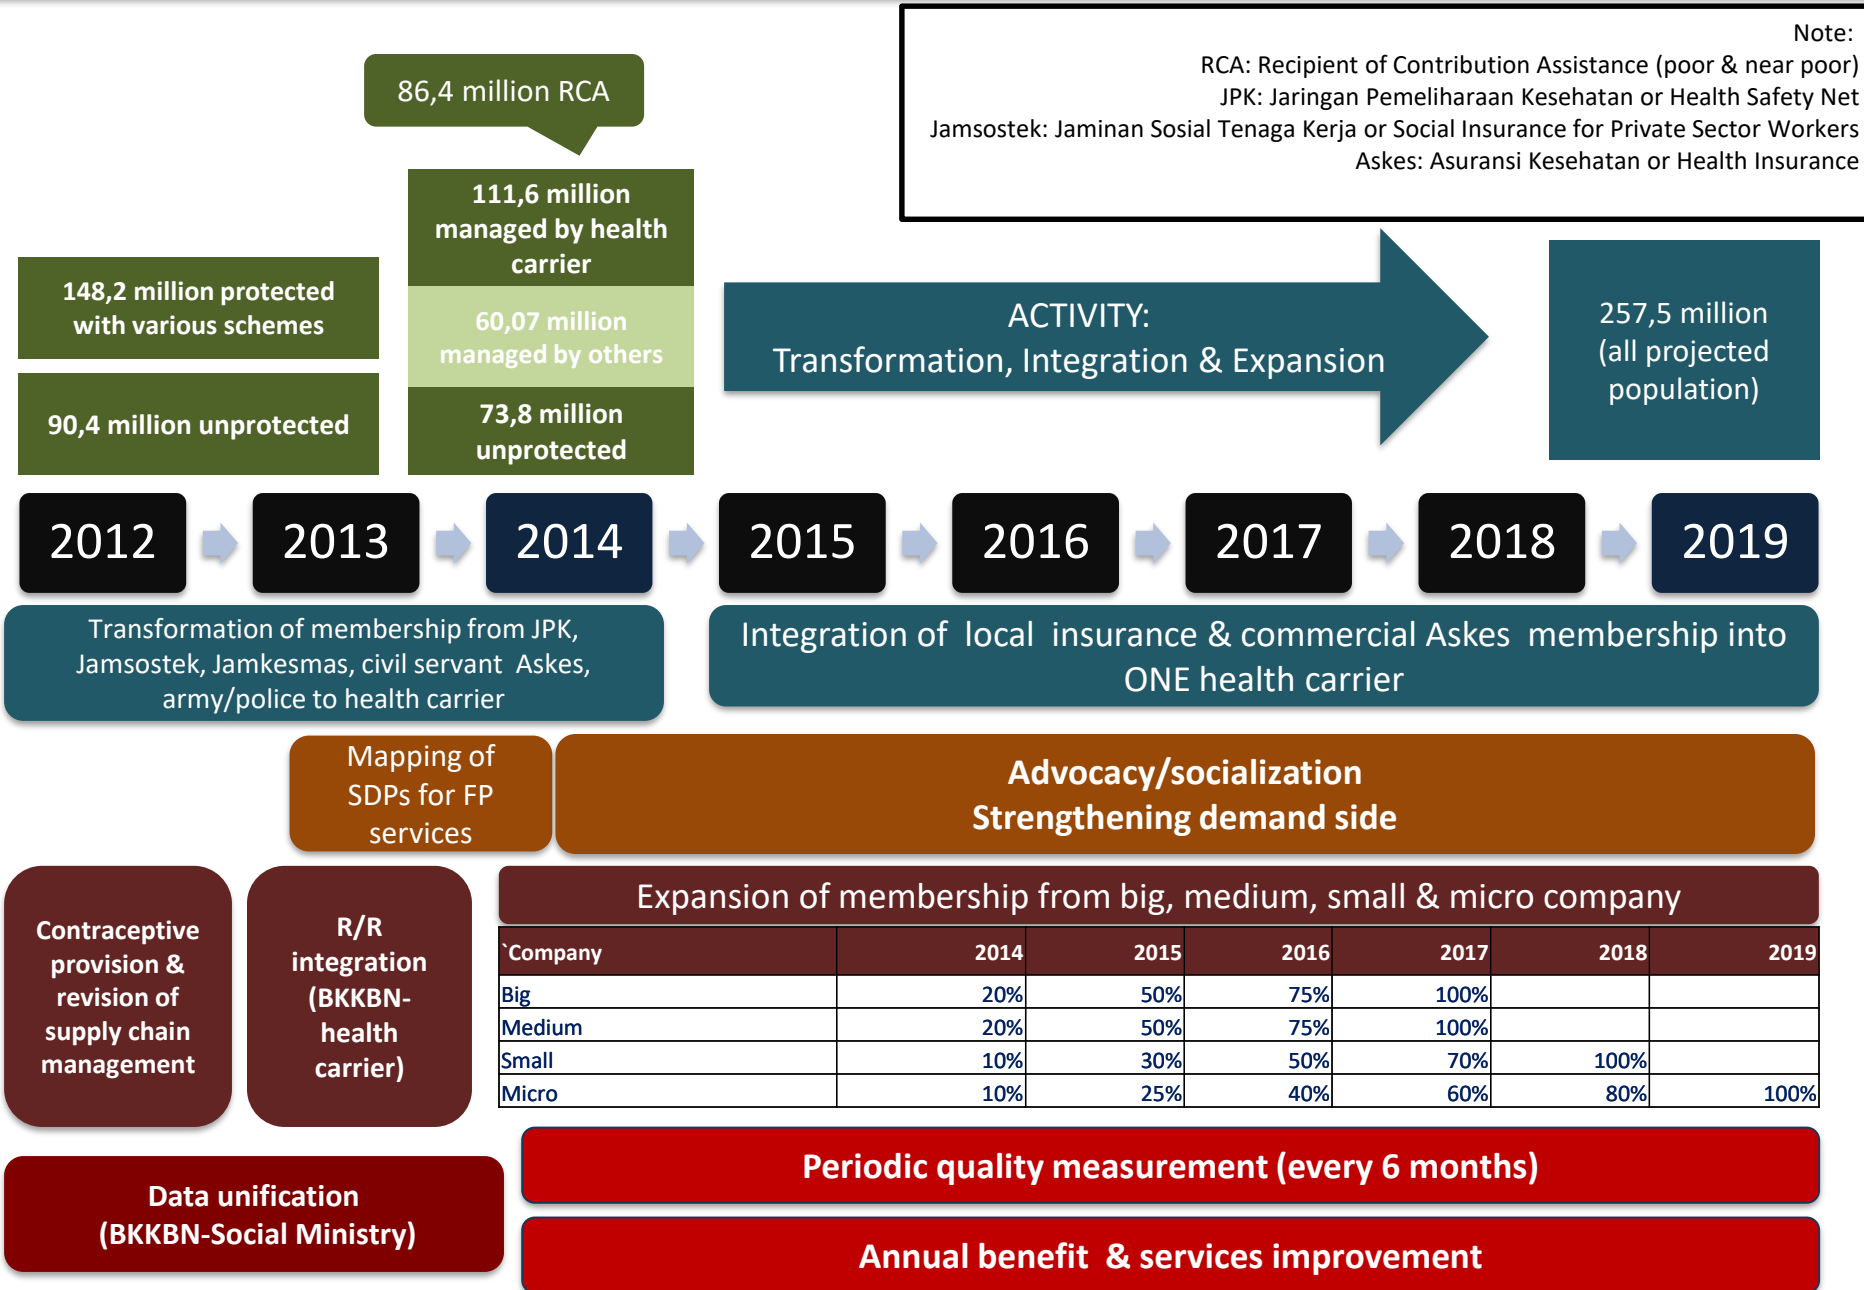 Note:
RCA: Recipient of Contribution Assistance (poor & near poor)
JPK: Jaringan Pemeliharaan Kesehatan or Health Safety Net
Jamsostek: Jaminan Sosial Tenaga Kerja or Social Insurance for Private Sector Workers
Askes: Asuransi Kesehatan or Health Insurance
86,4 million RCA
111,6 million
managed by health
carrier
60,07 million
managed by others
73,8 million
unprotected
148,2 million protected
with various schemes
90,4 million unprotected
ACTIVITY:
Transformation, Integration & Expansion
257,5 million
(all projected
population)
2012 2013 2014 2015 2016 2017 2018 2019
Transformation of membership from JPK,
Jamsostek, Jamkesmas, civil servant Askes,
army/police to health carrier
Integration of local insurance & commercial Askes membership into
ONE health carrier
Mapping of
SDPs for FP
services
Advocacy/socialization
Strengthening demand side
Contraceptive
provision &
revision of
supply chain
management
R/R
integration
(BKKBN-
health
carrier)
Expansion of membership from big, medium, small & micro company
`Company 2014 2015 2016 2017 2018 2019
Big 20% 50% 75% 100%
Medium 20% 50% 75% 100%
Small 10% 30% 50% 70% 100%
Micro 10% 25% 40% 60% 80% 100%
Data unification
(BKKBN-Social Ministry)
Periodic quality measurement (every 6 months)
Annual benefit & services improvement